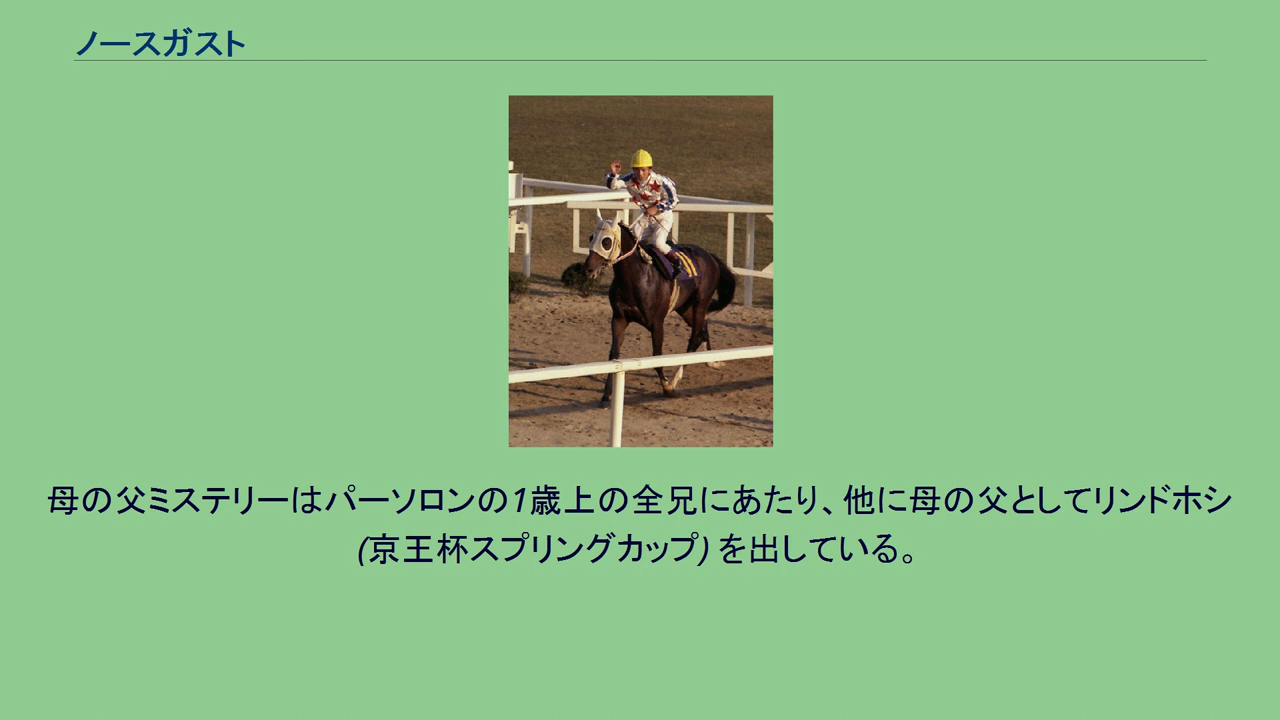 ノースガスト
母の父ミステリーはパーソロンの1歳上の全兄にあたり、他に母の父としてリンドホシ
(京王杯スプリングカップ) を出している。